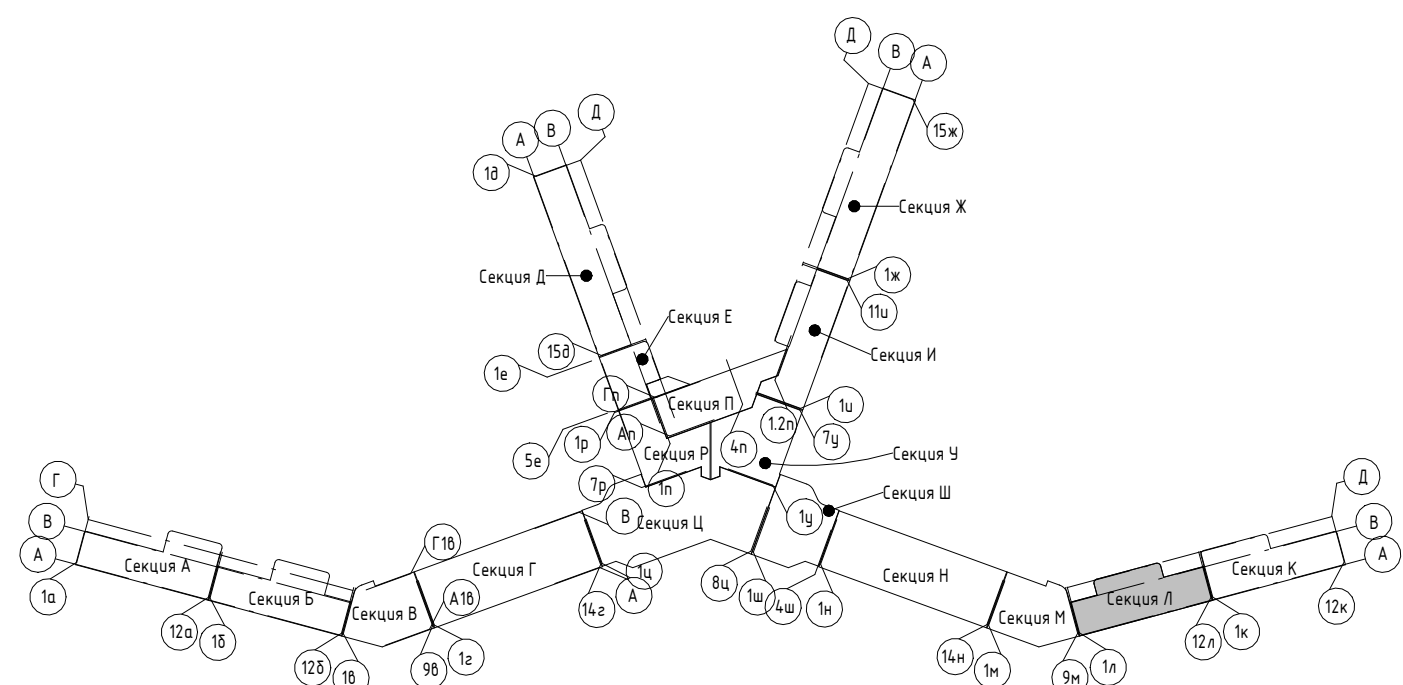 Д
В
А
15ж
Д
В
А
1д
Секция Ж
Секция Д
1ж
11и
Секция Е
15д
Секция И
1е
Гп
Секция П
1и
1.2п
7у
Ап
4п
1р
5е
Секция Р
Секция У
Г
7р
1п
Секция Ш
Д
В
В
Секция Ц
1у
В
А
Г1в
А
Секция А
Секция Г
1ц
8ц
Секция Н
Секция К
1а
Секция Б
А1в
14г
А
1ш
4ш
1н
Секция Л
12к
Секция В
Секция М
12а
1б
12л
1к
12б
1в
9в
1г
14н
1м
9м
1л